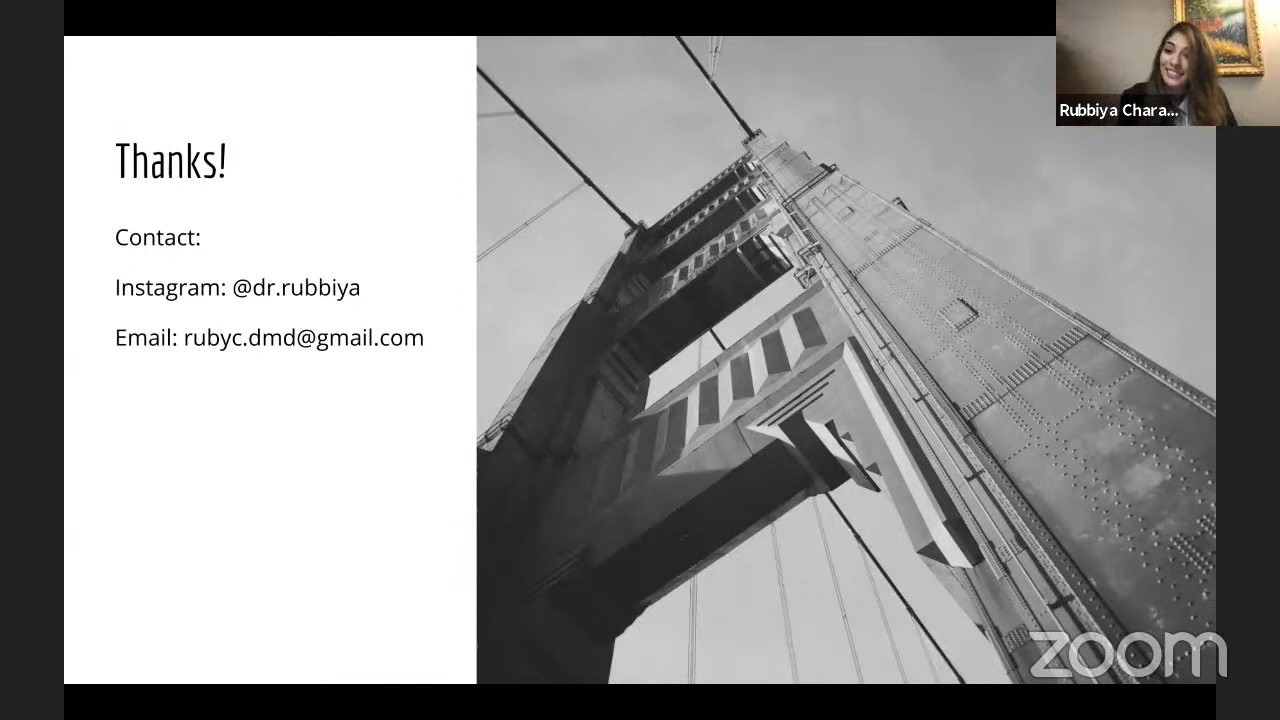 Thanks!
Contact:
Instagram: @dr.rubbiya
Email: rubyc.dmd@gmail.com
Rubbiya Chara...
zoom